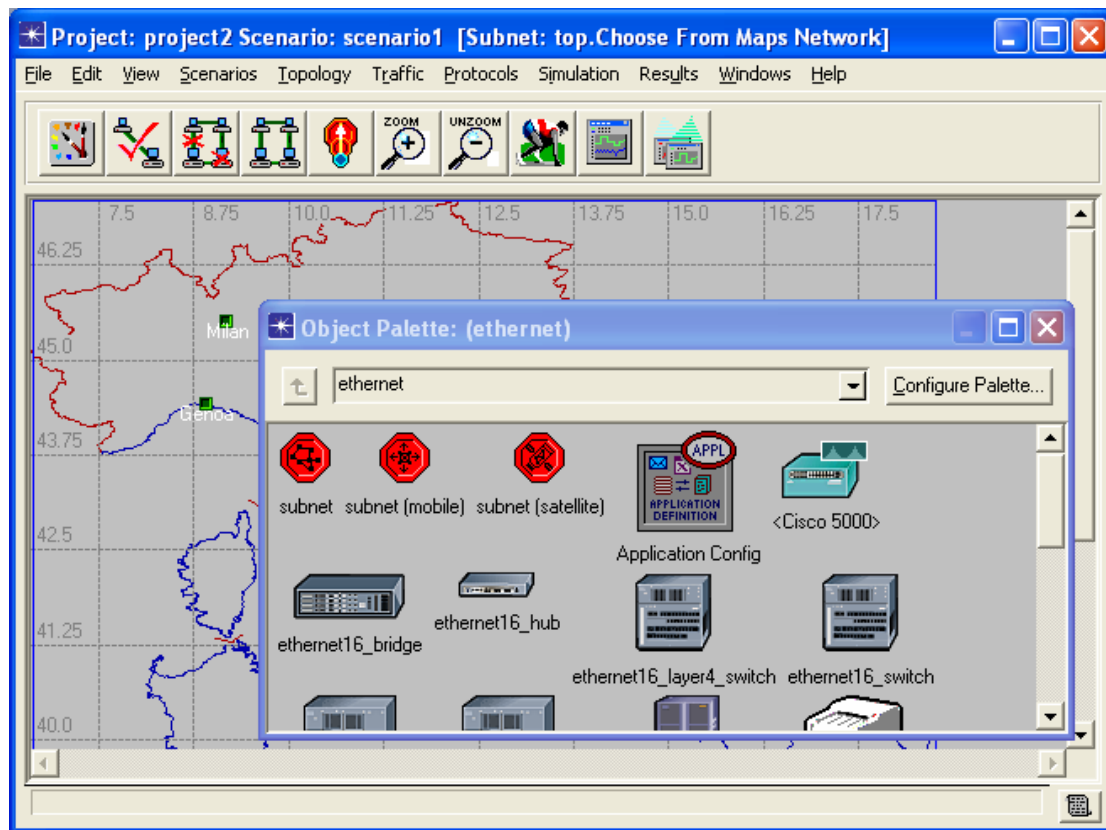 Project: project2 Scenario: scenario1 [Subnet: top.Choose From Maps Network]
File Edit View Scenarios Topology Traffic Protocols Simulation Results Windows Help
ZOOM UNZOOM
7.5 8.75 10.0 11.25 12.5 13.75 15.0 16.25 17.5
46.25
Milan
45.0
Genoa
43.75
42.5
41.25
40.0
Object Palette: (ethernet)
ethernet Configure Palette...
APPL
APPLICATION
DEFINITION
subnet subnet (mobile) subnet (satellite) <Cisco 5000>
Application Config
ethernet16_bridge ethernet16_hub
ethernet16_layer4_switch ethernet16_switch